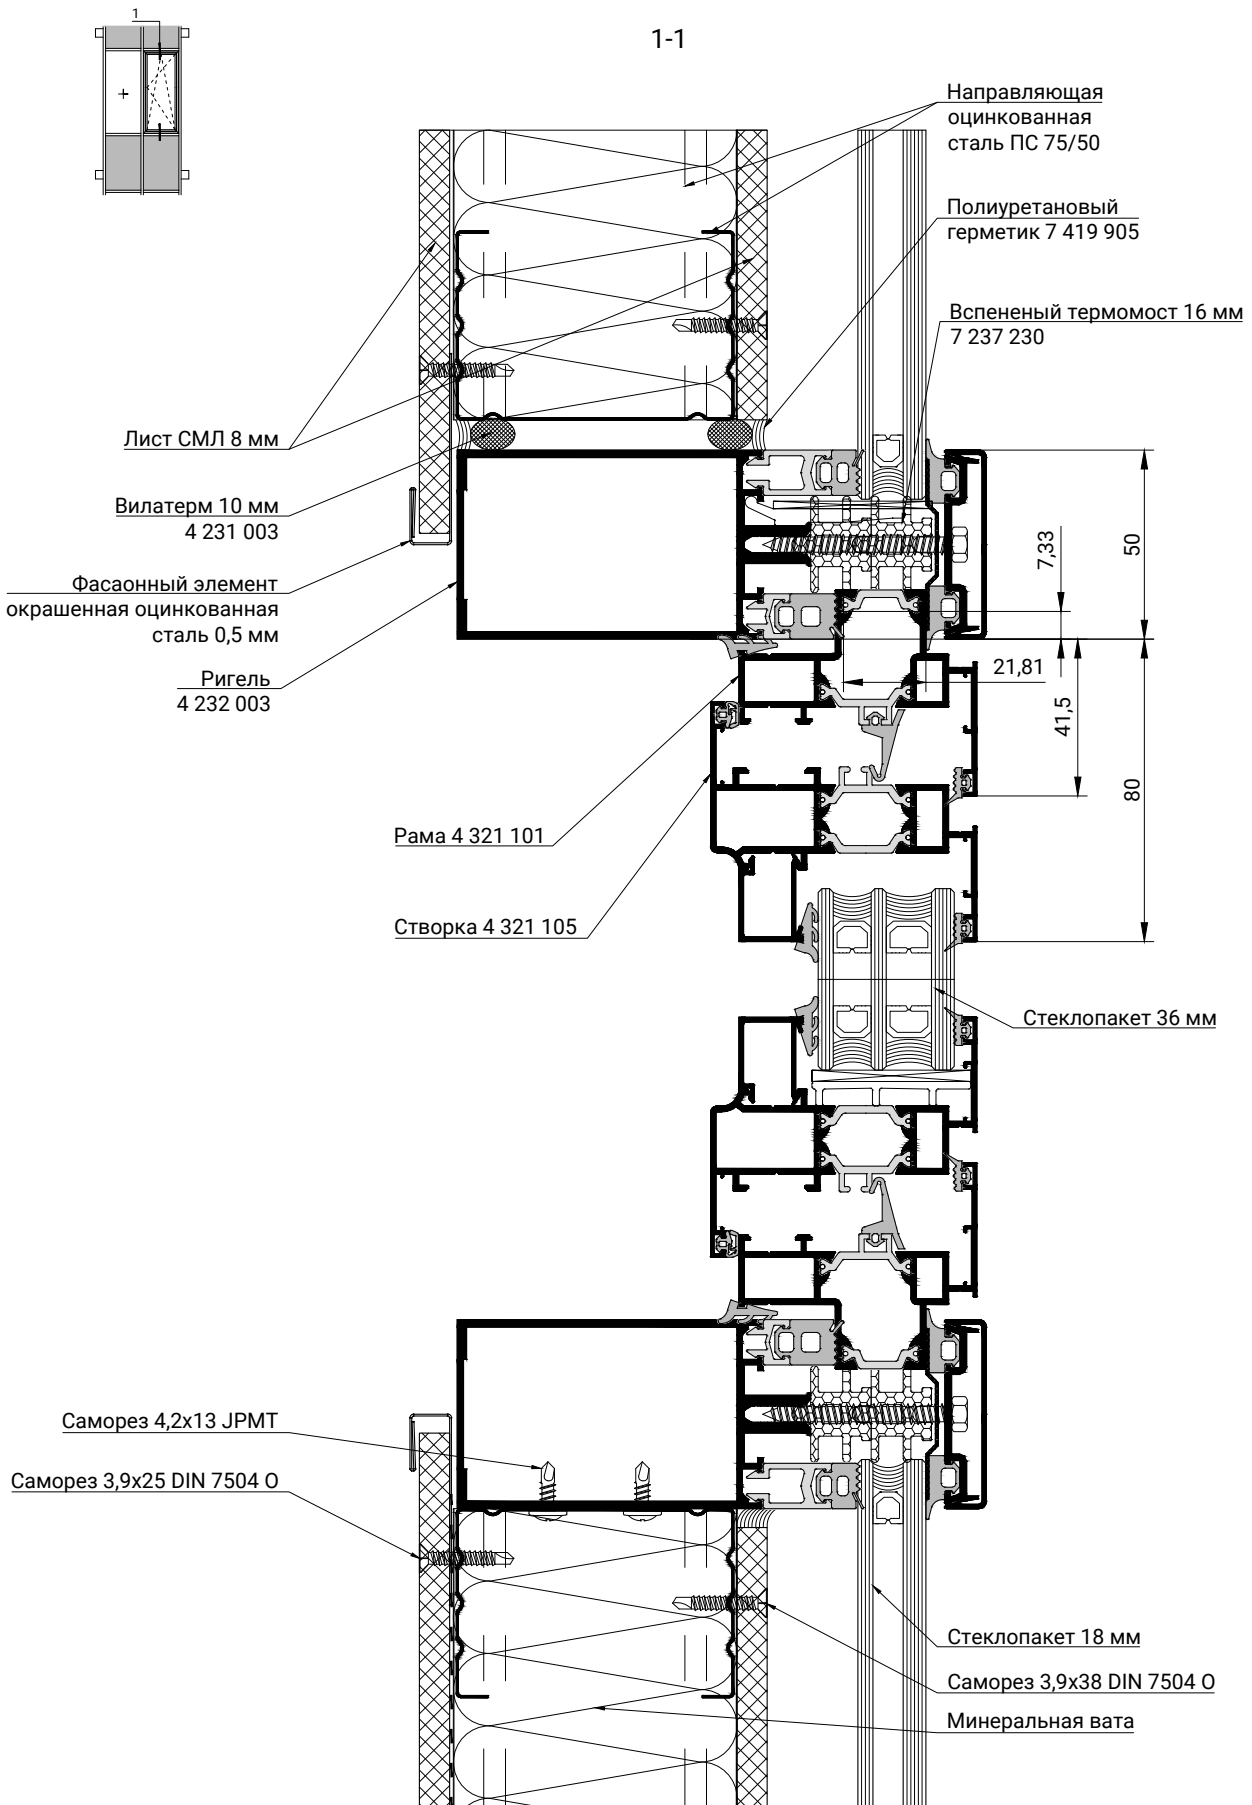 1
1-1
Направляющая
оцинкованная
сталь ПС 75/50
Полиуретановый
герметик 7 419 905
Вспененый термомост 16 мм
7 237 230
Лист СМЛ 8 мм
Вилатерм 10 мм
4 231 003
Фасаонный элемент
окрашенная оцинкованная
сталь 0,5 мм
Ригель
4 232 003
7,33
50
21,81
41,5
80
Рама 4 321 101
Створка 4 321 105
Стеклопакет 36 мм
Саморез 4,2x13 JPMT
Саморез 3,9x25 DIN 7504 O
Стеклопакет 18 мм
Саморез 3,9x38 DIN 7504 O
Минеральная вата